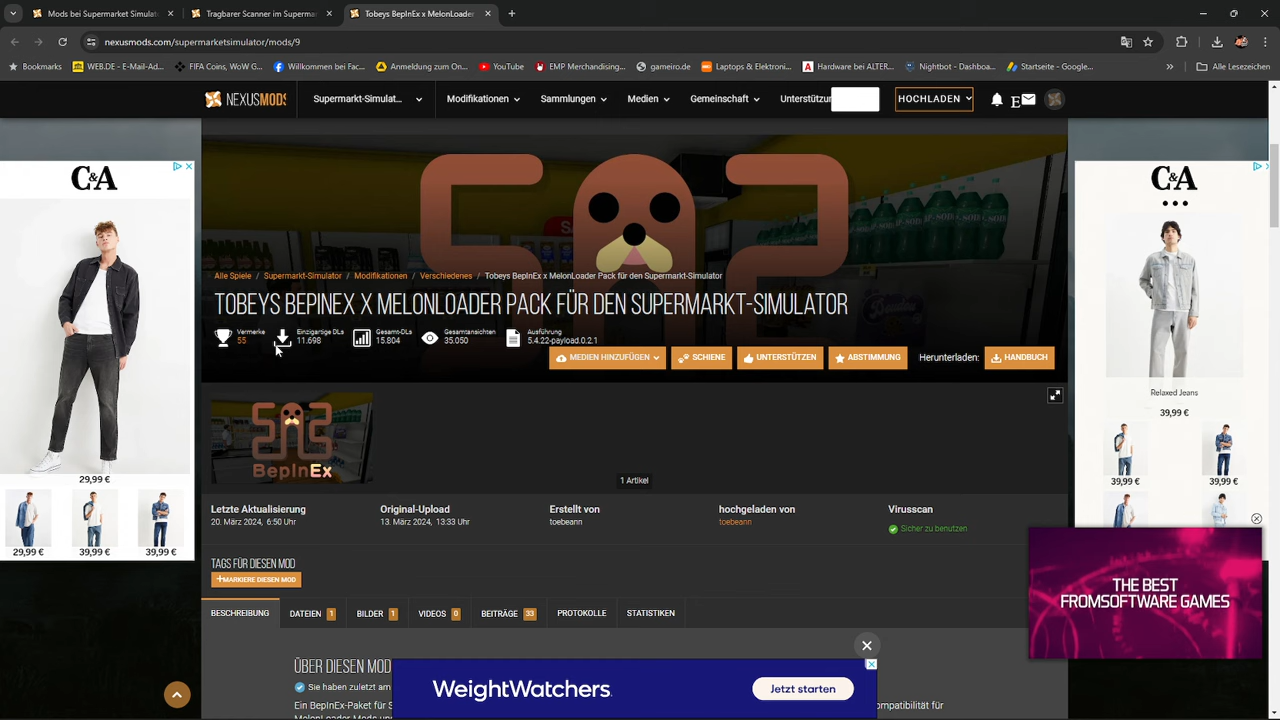 Mods bei Supermarket Simulat
Tragbarer Scanner im Superm
Tobeys BepInEx x MelonLoader
nexusmods.com/supermarketsimulator/mods/9
Bookmarks
WEB.DE - E-Mail-Ad...
FIFA Coins, WoW G...
Willkommen bei Fac...
Anmeldung zum On...
YouTube
EMP Merchandising...
gameiro.de
Laptops & Elektroni...
Hardware bei ALTER...
Nightbot - Dashboa...
Startseite – Google...
»
Alle Lesezeichen
NEXUSMODS
Supermarkt-Simulat...
Modifikationen
Sammlungen
Medien
Gemeinschaft
Unterstützun
HOCHLADEN
E
C&A
29,99 €
29,99 €
39,99 €
39,99 €
Alle Spiele / Supermarkt-Simulator / Modifikationen / Verschiedenes / Tobeys BepInEx x MelonLoader Pack für den Supermarkt-Simulator
TOBEYS BEPINEX X MELONLOADER PACK FÜR DEN SUPERMARKT-SIMULATOR
Vermerke
55
Einzigartige DLs
11.698
Gesamt-DLs
15.804
Gesamtansichten
35.050
Ausführung
5.4.22-payload.0.2.1
MEDIEN HINZUFÜGEN
SCHIENE
UNTERSTÜTZEN
ABSTIMMUNG
Herunterladen:
HANDBUCH
BepInEx
1 Artikel
Letzte Aktualisierung
20. März 2024, 6:50 Uhr
Original-Upload
13. März 2024, 13:33 Uhr
Erstellt von
toebeann
hochgeladen von
toebeann
Virusscan
Sicher zu benutzen
TAGS FÜR DIESEN MOD
+MARKIERE DIESEN MOD
BESCHREIBUNG
DATEIEN 1
BILDER 1
VIDEOS 0
BEITRÄGE 33
PROTOKOLLE
STATISTIKEN
ÜBER DIESEN MOD
Sie haben zuletzt am
Ein BepInEx-Paket für S
ompatibilität für
WeightWatchers
Jetzt starten
C&A
Relaxed Jeans
39,99 €
39,99 €
39,99 €
THE BEST
FROMSOFTWARE GAMES